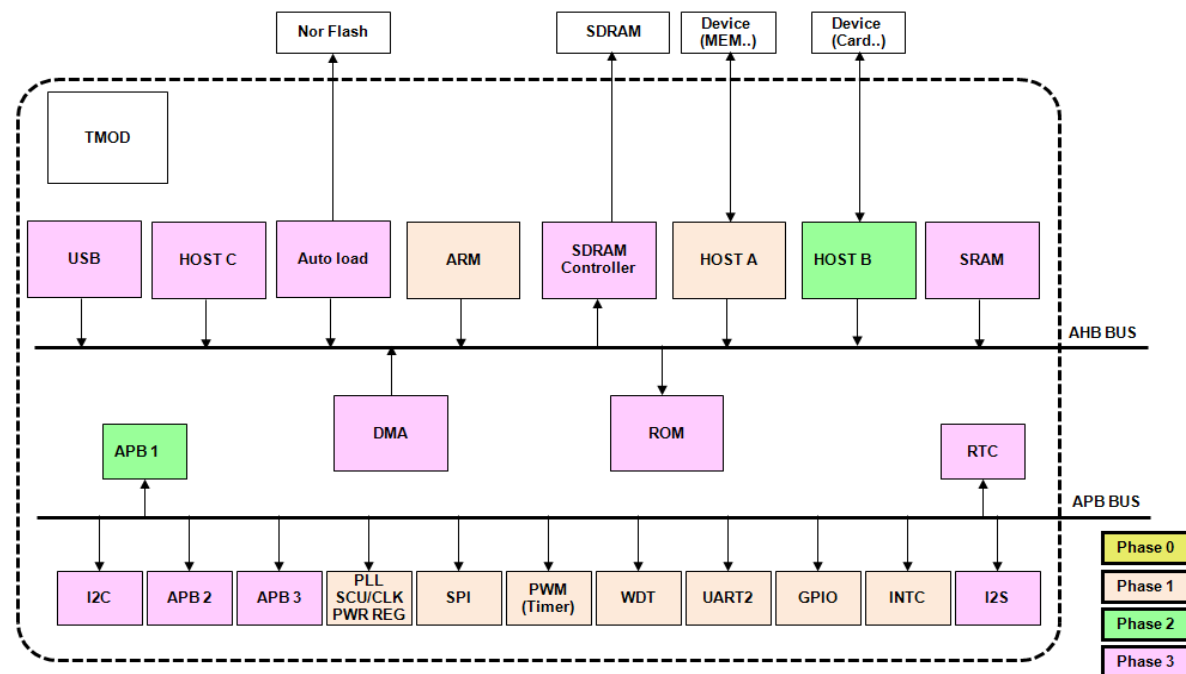 Nor Flash
SDRAM
Device
(MEM..)
Device
(Card..)
TMOD
USB
HOST C
Auto load
ARM
SDRAM
Controller
HOST A
HOST B
SRAM
AHB BUS
DMA
ROM
APB 1
RTC
APB BUS
I2C
APB 2
APB 3
PLL
SCU/CLK
PWR REG
SPI
PWM
(Timer)
WDT
UART2
GPIO
INTC
I2S
Phase 0
Phase 1
Phase 2
Phase 3